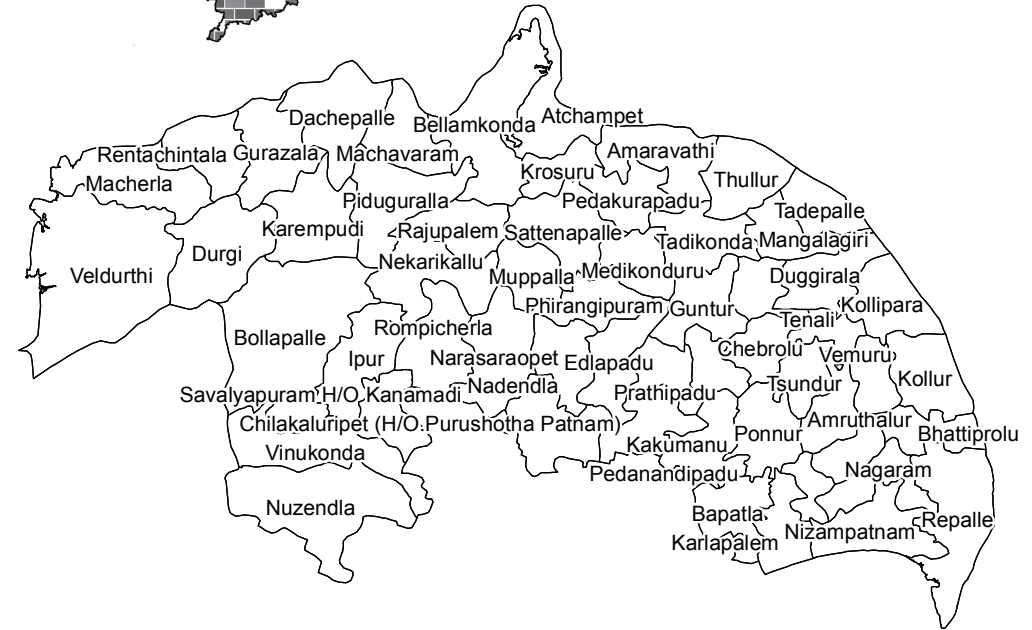 Dachepalle
Bellamkonda
Atchampet
Rentachintala
Gurazala
Machavaram
Amaravathi
Macherla
Krosuru
Thullur
Piduguralla
Pedakurapadu
Tadepalle
Karempudi
Rajupalem
Sattenapalle
Tadikonda
Mangalagiri
Durgi
Nekarikallu
Muppalla
Medikonduru
Duggirala
Veldurthi
Phirangipuram
Guntur
Kollipara
Rompicherla
Tenali
Bollapalle
Ipur
Narasaraopet
Edlapadu
Chebrolu
Vemuru
Kollur
Savalyapuram H/O Kanamadi
Nadendla
Prathipadu
Tsundur
Chilakaluripet (H/O.Purushotha Patnam)
Amruthalur
Bhattiprolu
Kakumanu
Ponnur
Vinukonda
Pedanandipadu
Nagaram
Nuzendla
Bapatla
Repalle
Nizampatnam
Karlapalem